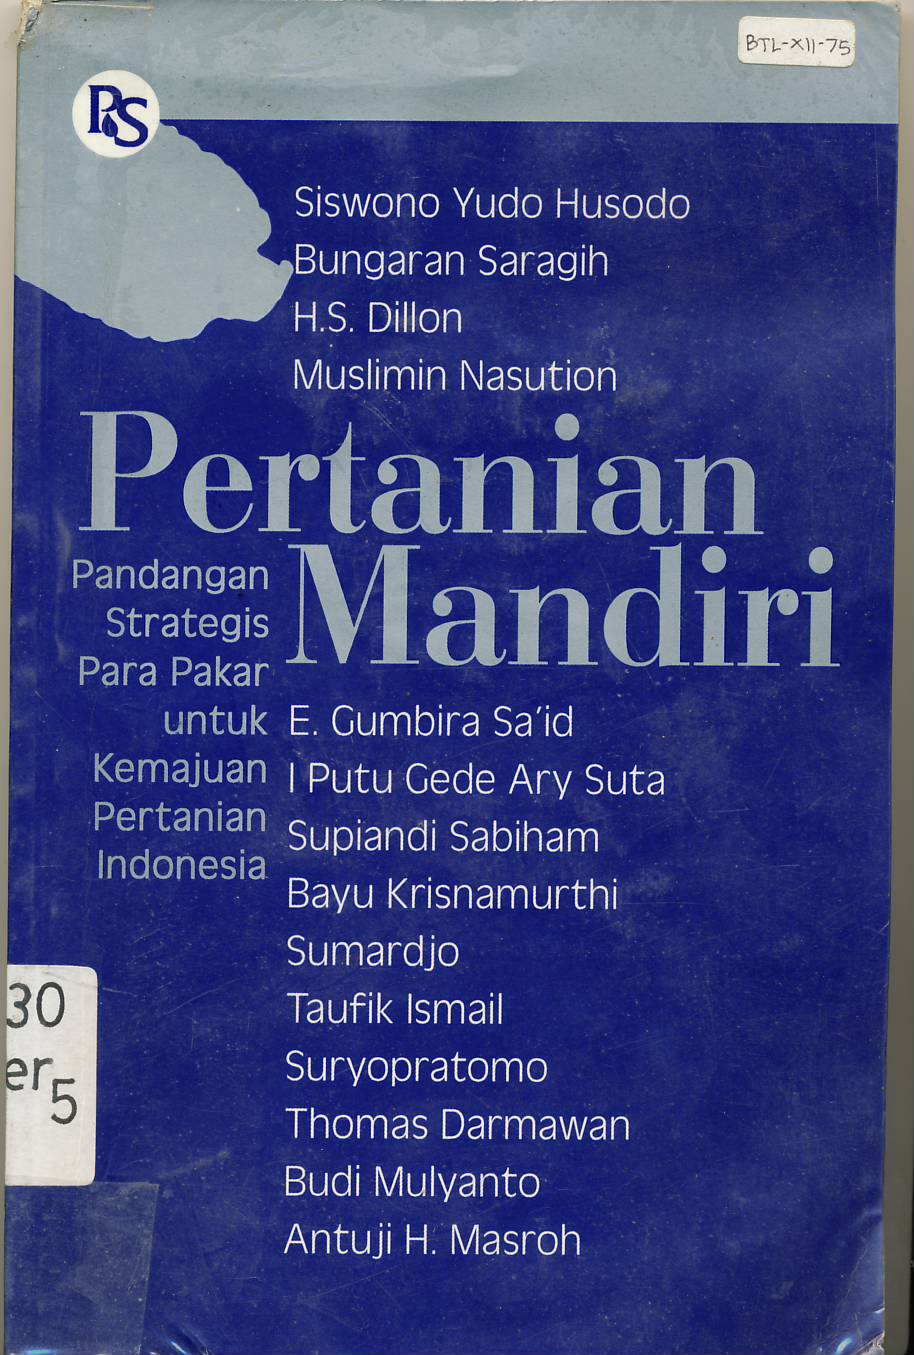 BTL-XII-75
PS
Siswono Yudo Husodo
Bungaran Saragih
H.S. Dillon
Muslimin Nasution
Pertanian
Mandiri
Pandangan
Strategis
Para Pakar
untuk
Kemajuan
Pertanian
Indonesia
E. Gumbira Sa'id
I Putu Gede Ary Suta
Supiandi Sabiham
Bayu Krisnamurthi
Sumardjo
Taufik Ismail
Suryopratomo
Thomas Darmawan
Budi Mulyanto
Antuji H. Masroh
30
er
5